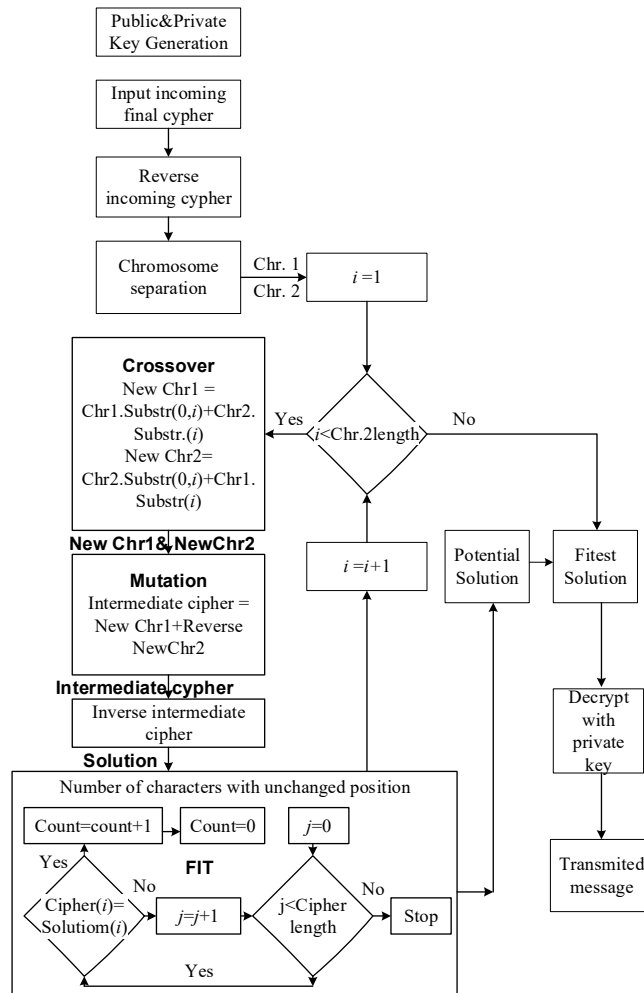 Public&Private
Key Generation
Input incoming
final cypher
Reverse
incoming cypher
Chromosome
separation
Chr. 1
Chr. 2
i =1
Crossover
New Chr1 =
Chr1.Substr(0,i)+Chr2.
Substr.(i)
New Chr2=
Chr2.Substr(0,i)+Chr1.
Substr(i)
Yes
i<Chr.2length
No
New Chr1& NewChr2
Mutation
Intermediate cipher =
New Chr1+Reverse
NewChr2
i =i+1
Potential
Solution
Fitest
Solution
Intermediate cypher
Inverse intermediate
cipher
Decrypt
with
private
key
Solution
Number of characters with unchanged position
Count=count+1
Count=0
j=0
Yes
FIT
Cipher(i)=
Solutiom(i)
No
j=j+1
j<Cipher
length
No
Stop
Yes
Transmited
message